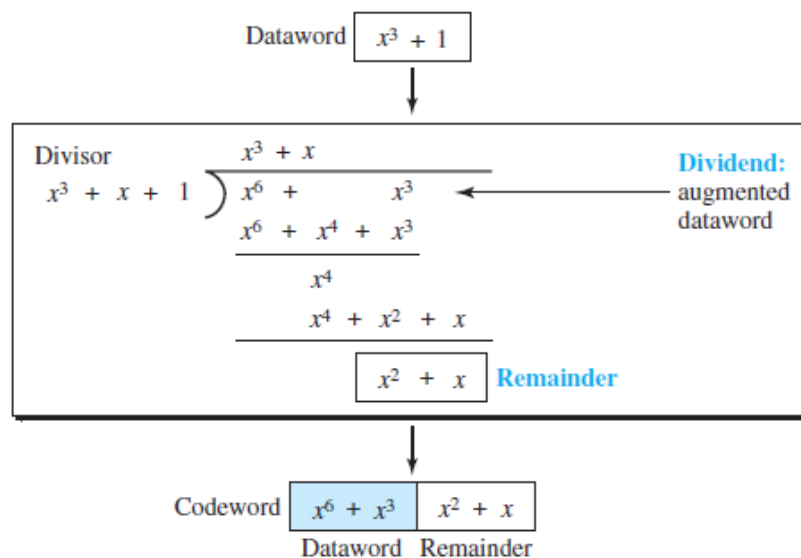 Dataword x³ + 1
Divisor x³ + x
Dividend:
x³ + x + 1 x⁶ + x³ augmented
dataword
x⁶ + x⁴ + x³
x⁴
x⁴ + x² + x
x² + x Remainder
Codeword x⁶ + x³ x² + x
Dataword Remainder